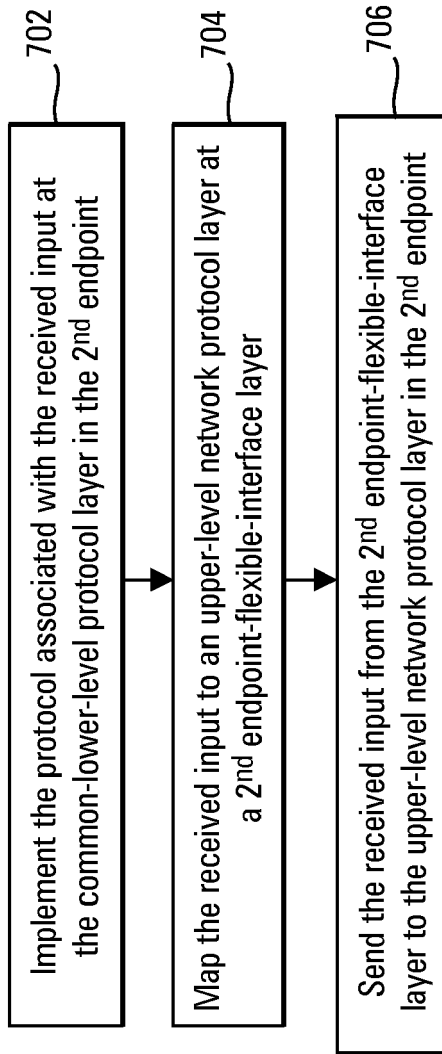 Implement the protocol associated with the received input at
the common-lower-level protocol layer in the 2nd endpoint
702
Map the received input to an upper-level network protocol layer at
a 2nd endpoint-flexible-interface layer
704
Send the received input from the 2nd endpoint-flexible-interface
layer to the upper-level network protocol layer in the 2nd endpoint
706